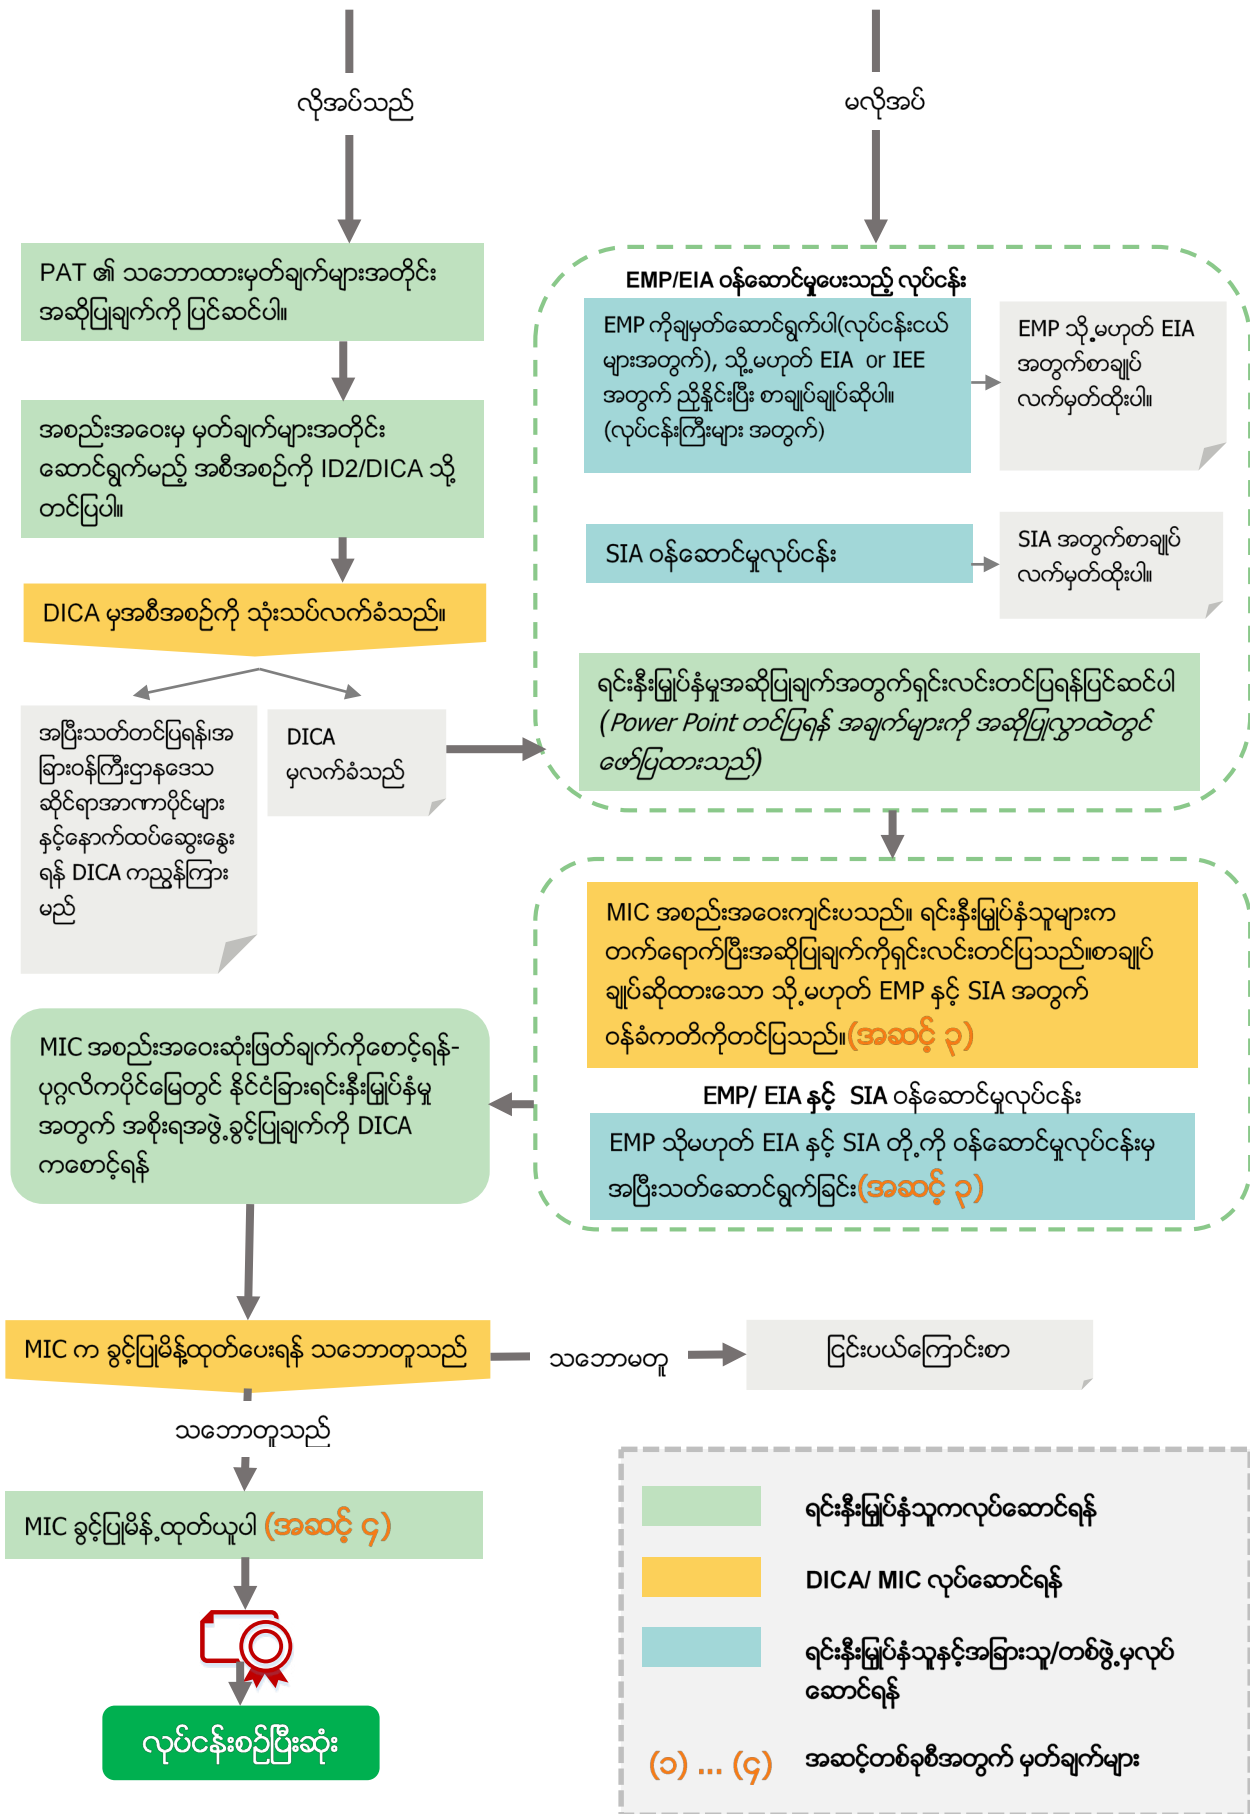 လိုအပ်သည်
မလိုအပ်
PAT ၏ သဘောထားမှတ်ချက်များအတိုင်း
အဆိုပြုချက်ကို ပြင်ဆင်ပါ။
အစည်းအဝေးမှ မှတ်ချက်များအတိုင်း
ဆောင်ရွက်မည့် အစီအစဉ်ကို ID2/DICA သို့
တင်ပြပါ။
DICA မှအစီအစဉ်ကို သုံးသပ်လက်ခံသည်။
အပြီးသတ်တင်ပြရန်၊အ
ခြားဝန်ကြီးဌာနဒေသ
ဆိုင်ရာအာဏာပိုင်များ
နှင့်နောက်ထပ်ဆွေးနွေး
ရန် DICA ကညွှန်ကြား
မည်
DICA
မှလက်ခံသည်
EMP/EIA ဝန်ဆောင်မှုပေးသည့် လုပ်ငန်း
EMP ကိုချမှတ်ဆောင်ရွက်ပါ(လုပ်ငန်းငယ်
များအတွက်), သို့မဟုတ် EIA or IEE
အတွက် ညှိနှိုင်းပြီး စာချုပ်ချုပ်ဆိုပါ။
(လုပ်ငန်းကြီးများ အတွက်)
EMP သို့မဟုတ် EIA
အတွက်စာချုပ်
လက်မှတ်ထိုးပါ။
SIA ဝန်ဆောင်မှုလုပ်ငန်း
SIA အတွက်စာချုပ်
လက်မှတ်ထိုးပါ။
ရင်းနှီးမြှုပ်နှံမှုအဆိုပြုချက်အတွက်ရှင်းလင်းတင်ပြရန်ပြင်ဆင်ပါ
(Power Point တင်ပြရန် အချက်များကို အဆိုပြုလွှာထဲတွင်
ဖော်ပြထားသည်)
MIC အစည်းအဝေးကျင်းပသည်။ ရင်းနှီးမြှုပ်နှံသူများက
တက်ရောက်ပြီးအဆိုပြုချက်ကိုရှင်းလင်းတင်ပြသည်။စာချုပ်
ချုပ်ဆိုထားသော သို့မဟုတ် EMP နှင့် SIA အတွက်
ဝန်ခံကတိကိုတင်ပြသည်။(အဆင့် ၃)
EMP/ EIA နှင့် SIA ဝန်ဆောင်မှုလုပ်ငန်း
EMP သိုမဟုတ် EIA နှင့် SIA တို့ကို ဝန်ဆောင်မှုလုပ်ငန်းမှ
အပြီးသတ်ဆောင်ရွက်ခြင်း(အဆင့် ၃)
MIC အစည်းအဝေးဆုံးဖြတ်ချက်ကိုစောင့်ရန်-
ပုဂ္ဂလိကပိုင်မြေတွင် နိုင်ငံခြားရင်းနှီးမြှုပ်နှံမှု
အတွက် အစိုးရအဖွဲ့ခွင့်ပြုချက်ကို DICA
ကစောင့်ရန်
MIC က ခွင့်ပြုမိန့်ထုတ်ပေးရန် သဘောတူသည်
သဘောမတူ
ငြင်းပယ်ကြောင်းစာ
သဘောတူသည်
MIC ခွင့်ပြုမိန့်ထုတ်ယူပါ (အဆင့် ၄)
လုပ်ငန်းစဉ်ပြီးဆုံး
ရင်းနှီးမြှုပ်နှံသူကလုပ်ဆောင်ရန်
DICA/ MIC လုပ်ဆောင်ရန်
ရင်းနှီးမြှုပ်နှံသူနှင့်အခြားသူ/တစ်ဖွဲ့မှလုပ်
ဆောင်ရန်
(၁) ... (၄) အဆင့်တစ်ခုစီအတွက် မှတ်ချက်များ